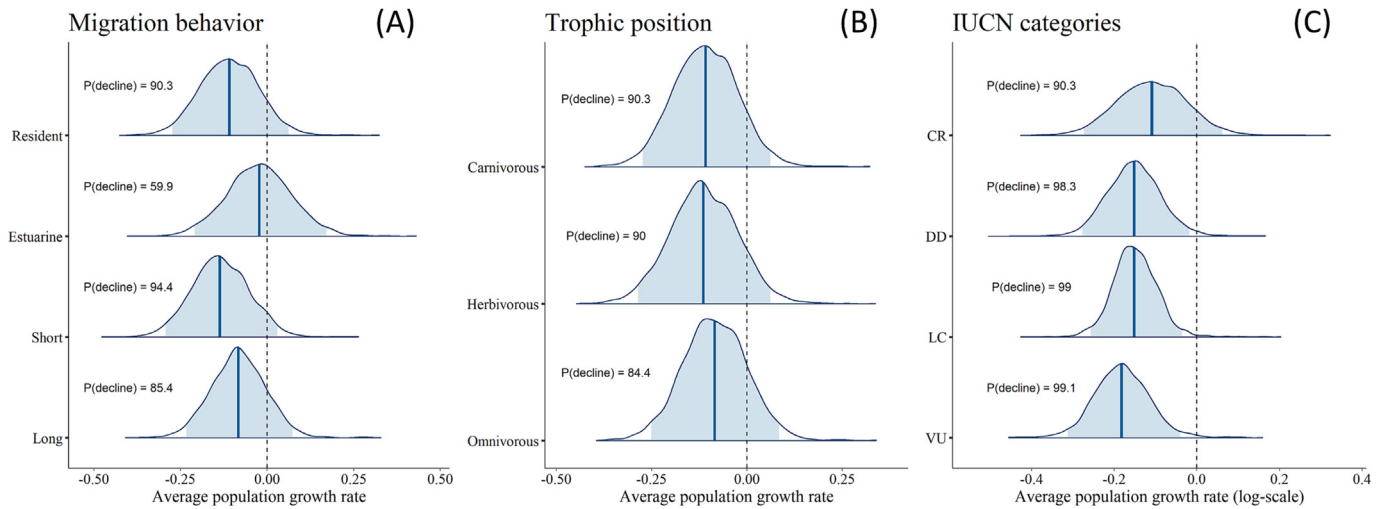 Migration behavior
(A)
P(decline) = 90.3
Resident
P(decline) = 59.9
Estuarine
P(decline) = 94.4
Short
P(decline) = 85.4
Long
-0.50
-0.25
0.00
0.25
0.50
Average population growth rate
Trophic position
(B)
P(decline) = 90.3
Carnivorous
P(decline) = 90
Herbivorous
P(decline) = 84.4
Omnivorous
-0.50
-0.25
0.00
0.25
Average population growth rate
IUCN categories
(C)
P(decline) = 90.3
CR
P(decline) = 98.3
DD
P(decline) = 99
LC
P(decline) = 99.1
VU
-0.4
-0.2
0.0
0.2
0.4
Average population growth rate (log-scale)